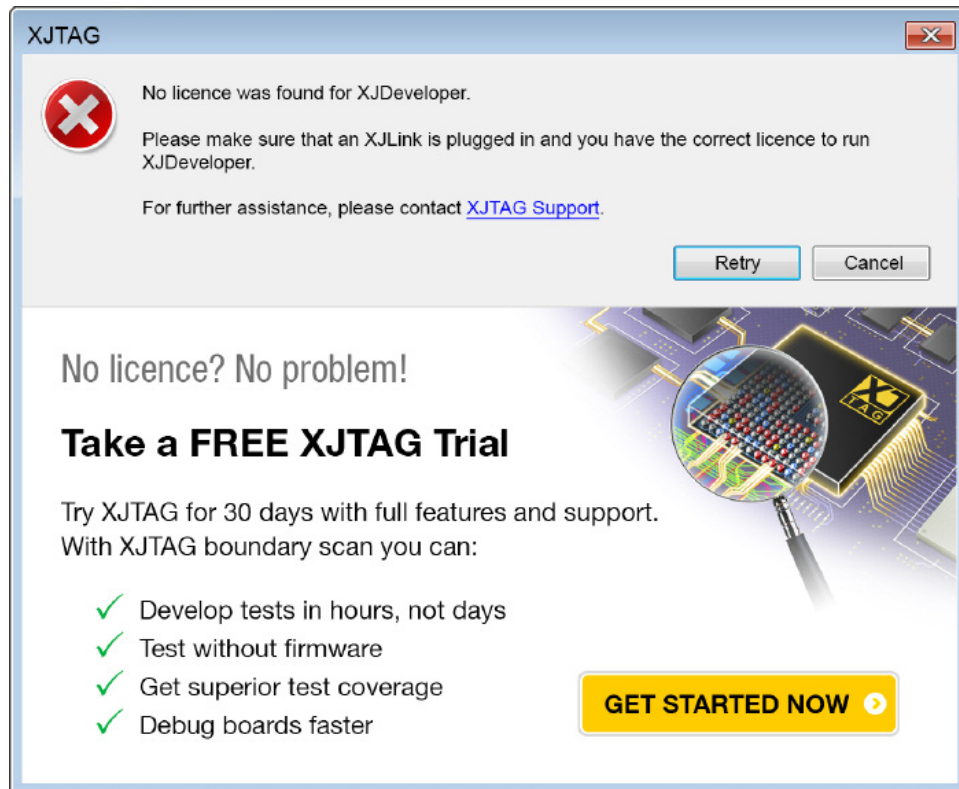 XJTAG
No licence was found for XJDeveloper.
Please make sure that an XJLink is plugged in and you have the correct licence to run
XJDeveloper.
For further assistance, please contact XJTAG Support.
Retry
Cancel
No licence? No problem!
X
TAG
Take a FREE XJTAG Trial
Try XJTAG for 30 days with full features and support.
With XJTAG boundary scan you can:
Develop tests in hours, not days
Test without firmware
Get superior test coverage
Debug boards faster
GET STARTED NOW